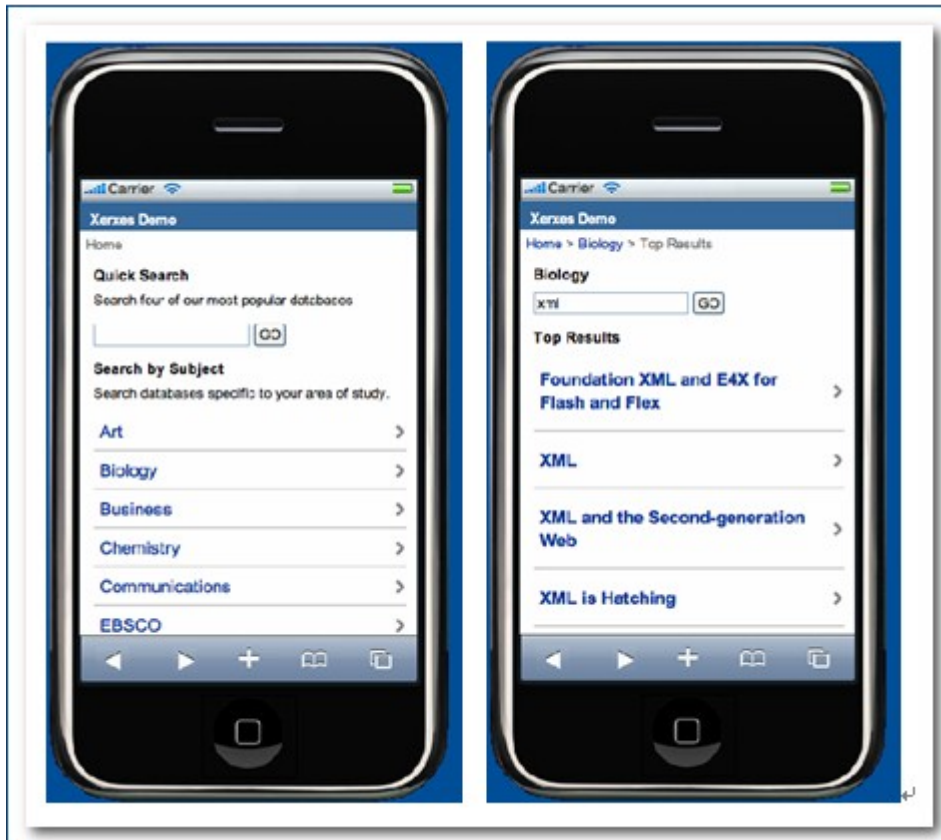 Carrier
Xerxes Demo
Home
Quick Search
Search four of our most popular databases
GO
Search by Subject
Search databases specific to your area of study.
Art
Biology
Business
Chemistry
Communications
EBSCO
Carrier
Xerxes Demo
Home > Biology > Top Results
Biology
xml
GO
Top Results
Foundation XML and E4X for
Flash and Flex
XML
XML and the Second-generation
Web
XML is Hatching